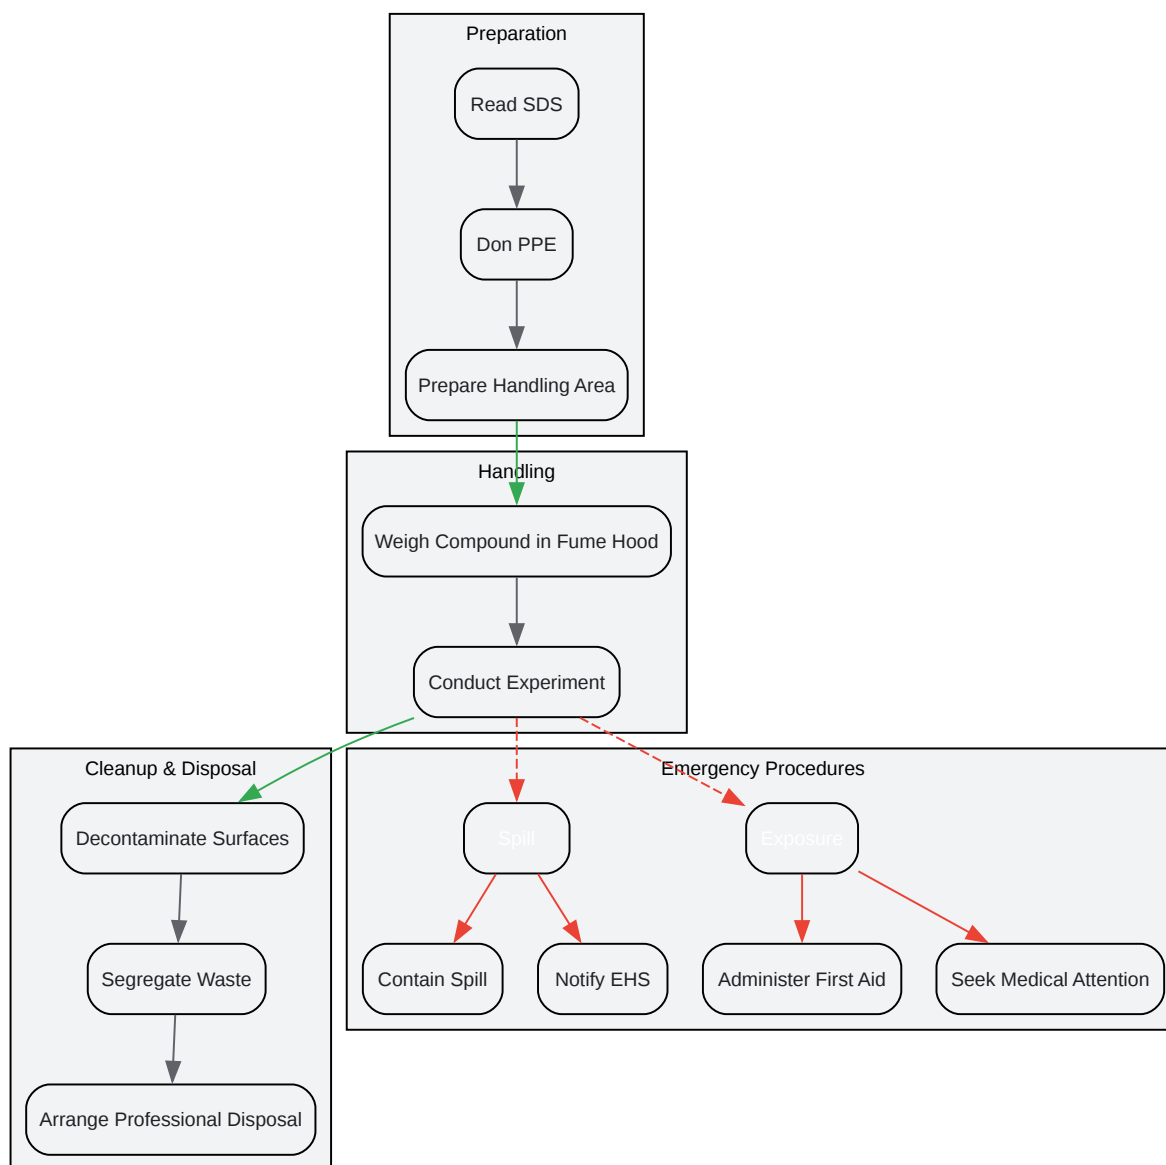 Preparation
Read SDS
Don PPE
Prepare Handling Area
Handling
Weigh Compound in Fume Hood
Conduct Experiment
Cleanup & Disposal
Decontaminate Surfaces
Segregate Waste
Arrange Professional Disposal
Emergency Procedures
Spill
Exposure
Contain Spill
Notify EHS
Administer First Aid
Seek Medical Attention